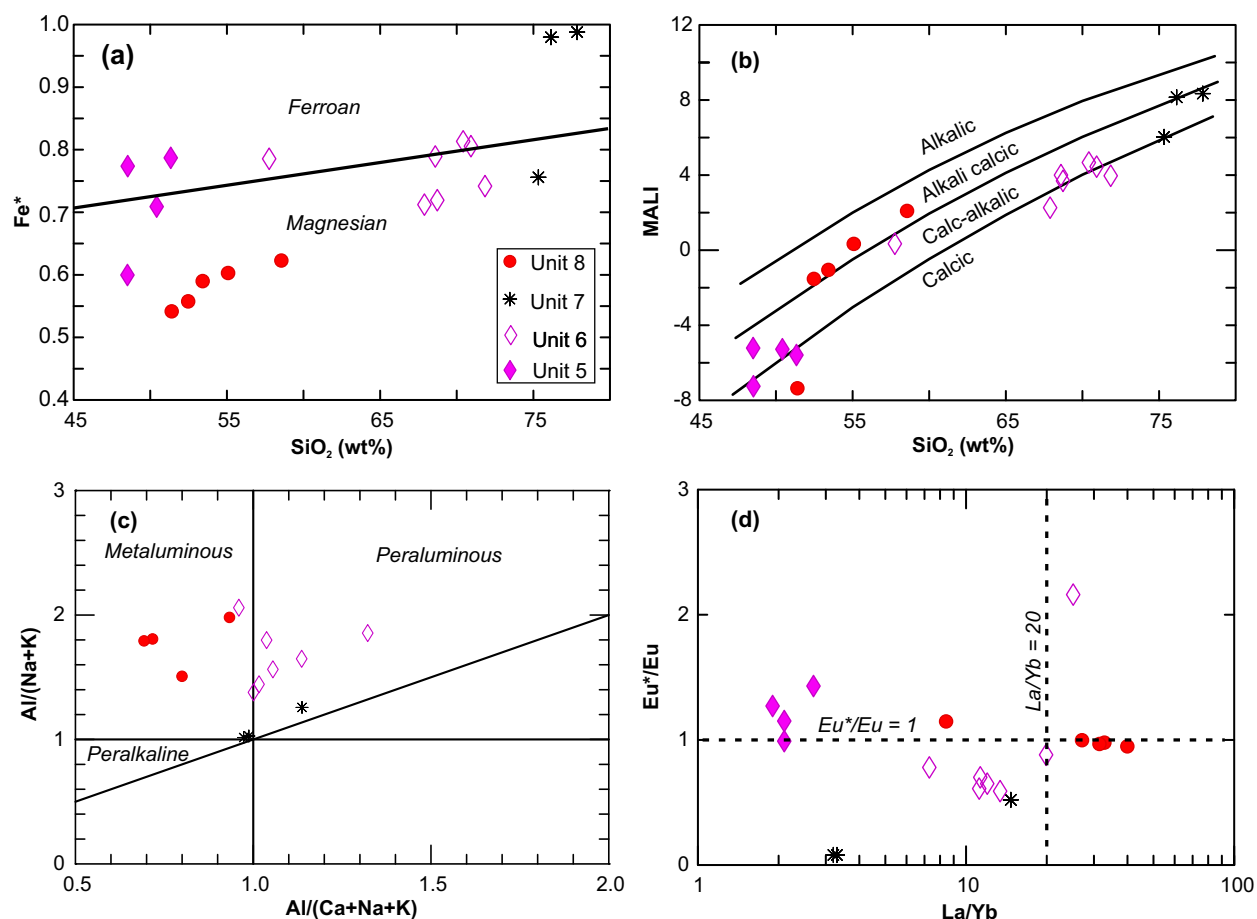 (a)
1.0
0.9
0.8
0.7
0.6
0.5
0.4
Fe*
Ferroan
Magnesian
Unit 8
Unit 7
Unit 6
Unit 5
45
55
65
75
SiO2 (wt%)
(b)
12
8
4
0
-4
-8
MALI
Alkalic
Alkali calcic
Calc-alkalic
Calcic
45
55
65
75
SiO2 (wt%)
(c)
3
2
1
0
Al/(Na+K)
Metaluminous
Peraluminous
Peralkaline
0.5
1.0
1.5
2.0
Al/(Ca+Na+K)
(d)
3
2
1
0
Eu*/Eu
La/Yb = 20
Eu*/Eu = 1
1
10
100
La/Yb